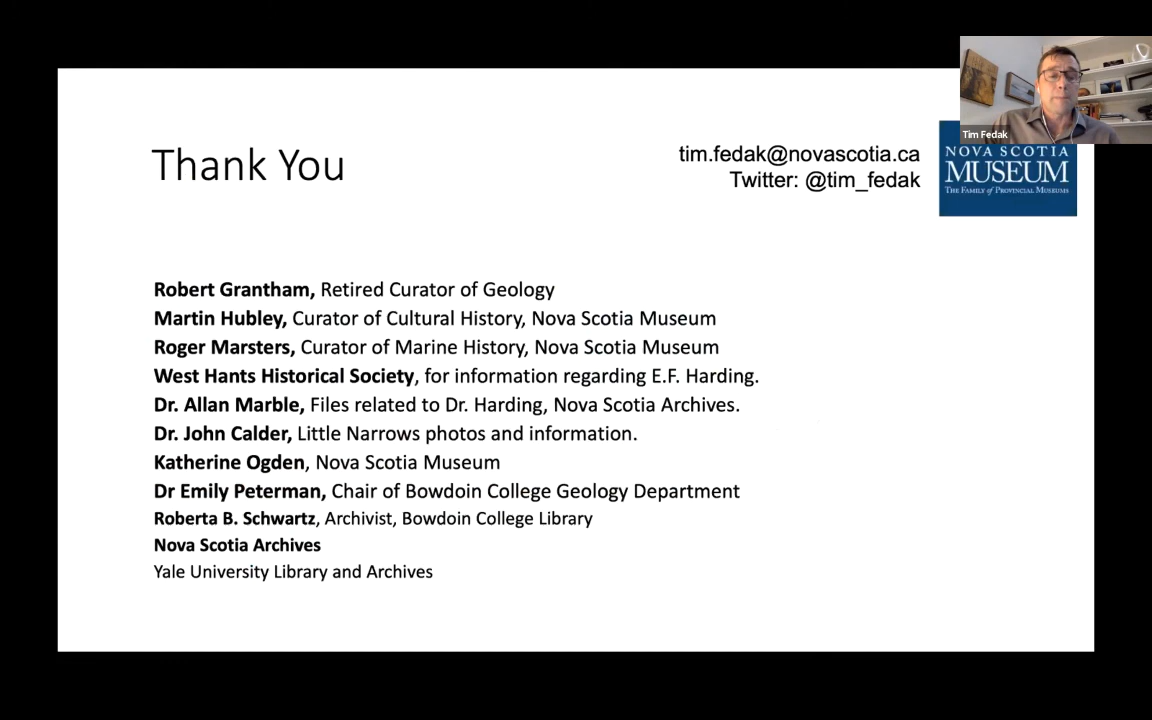 Tim Fedak
Thank You
tim.fedak@novascotia.ca
Twitter: @tim_fedak
NOVA SCOTIA
MUSEUM
THE FAMILY of PROVINCIAL MUSEUMS
Robert Grantham, Retired Curator of Geology
Martin Hubley, Curator of Cultural History, Nova Scotia Museum
Roger Marsters, Curator of Marine History, Nova Scotia Museum
West Hants Historical Society, for information regarding E.F. Harding.
Dr. Allan Marble, Files related to Dr. Harding, Nova Scotia Archives.
Dr. John Calder, Little Narrows photos and information.
Katherine Ogden, Nova Scotia Museum
Dr Emily Peterman, Chair of Bowdoin College Geology Department
Roberta B. Schwartz, Archivist, Bowdoin College Library
Nova Scotia Archives
Yale University Library and Archives